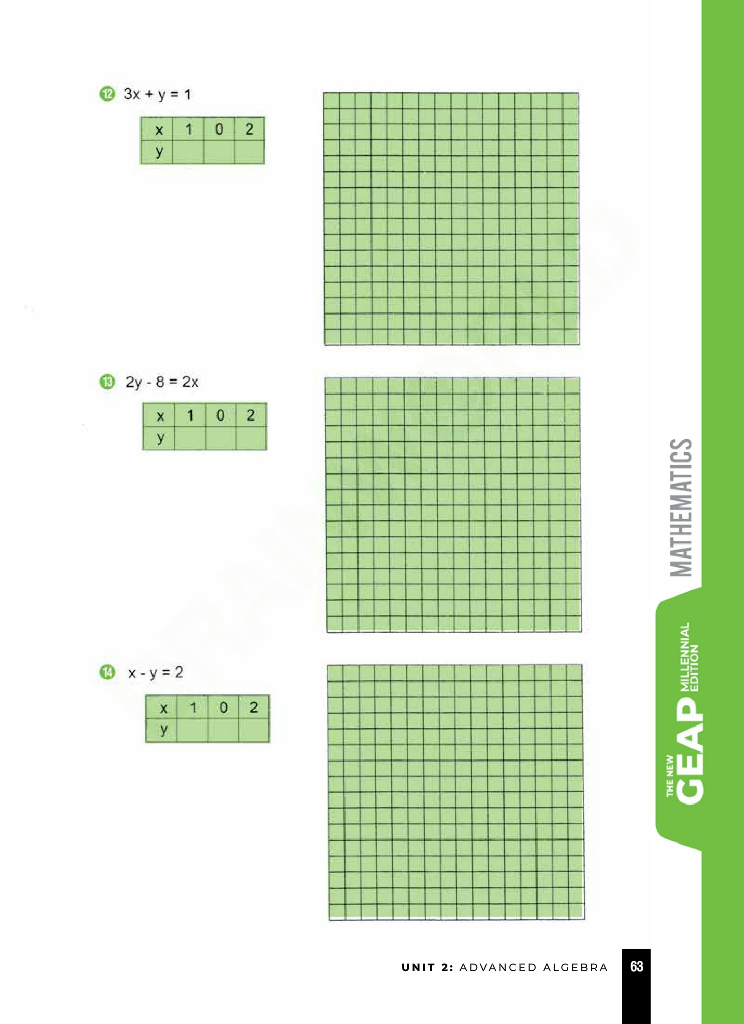 12 3x + y = 1
x 1 0 2
y
13 2y - 8 = 2x
x 1 0 2
y
14 x - y = 2
x 1 0 2
y
MATHEMATICS
THE NEW
GEAP
MILLENNIAL
EDITION
UNIT 2: ADVANCED ALGEBRA 63